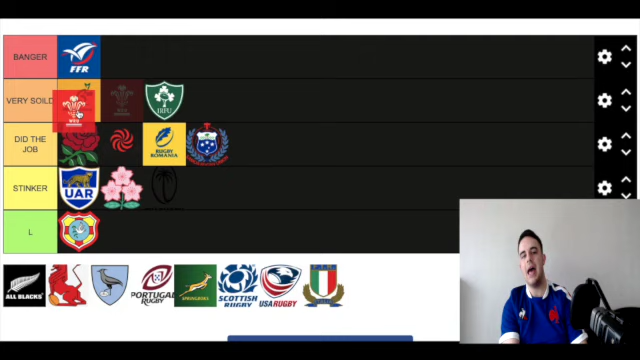 BANGER
FFR
VERY SOILD
IRFU
DID THE
JOB
RUGBY
ROMANIA
STINKER
UAR
L
ALL BLACKS
PORTUGAL
RUGBY
SPRINGBOKS
SCOTTISH
RUGBY
USA RUGBY